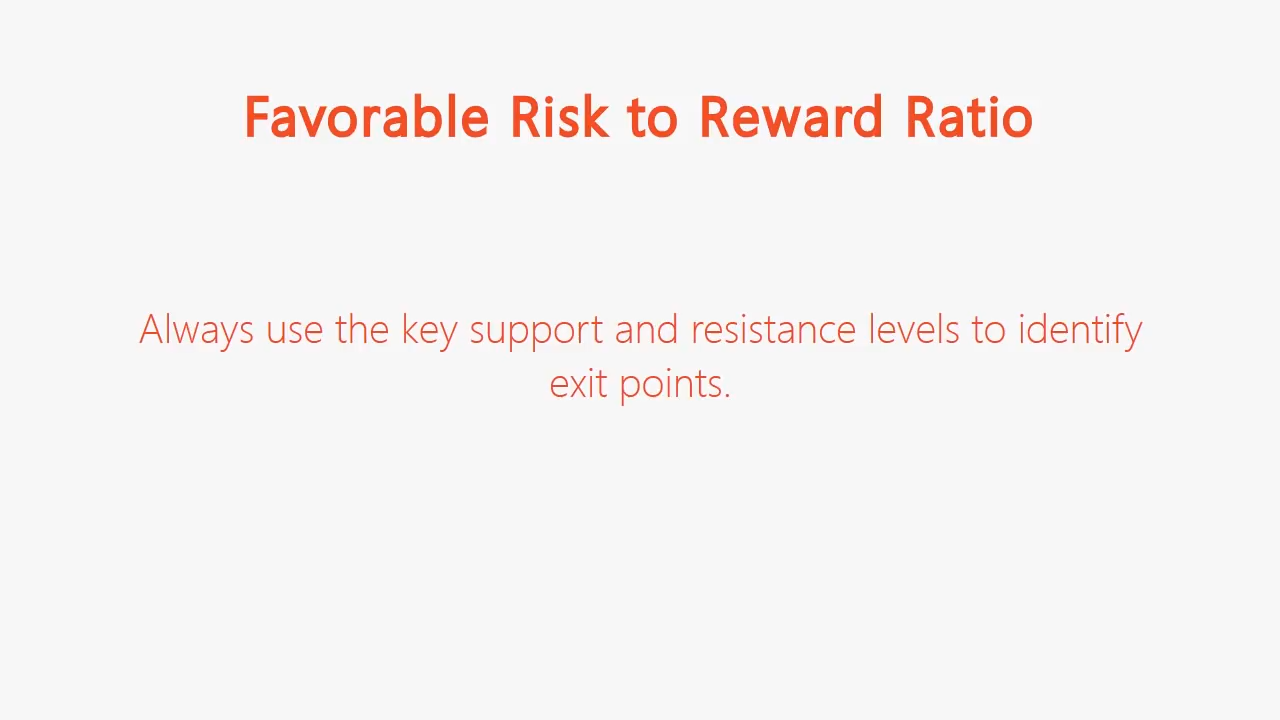 Favorable Risk to Reward Ratio
Always use the key support and resistance levels to identify
exit points.